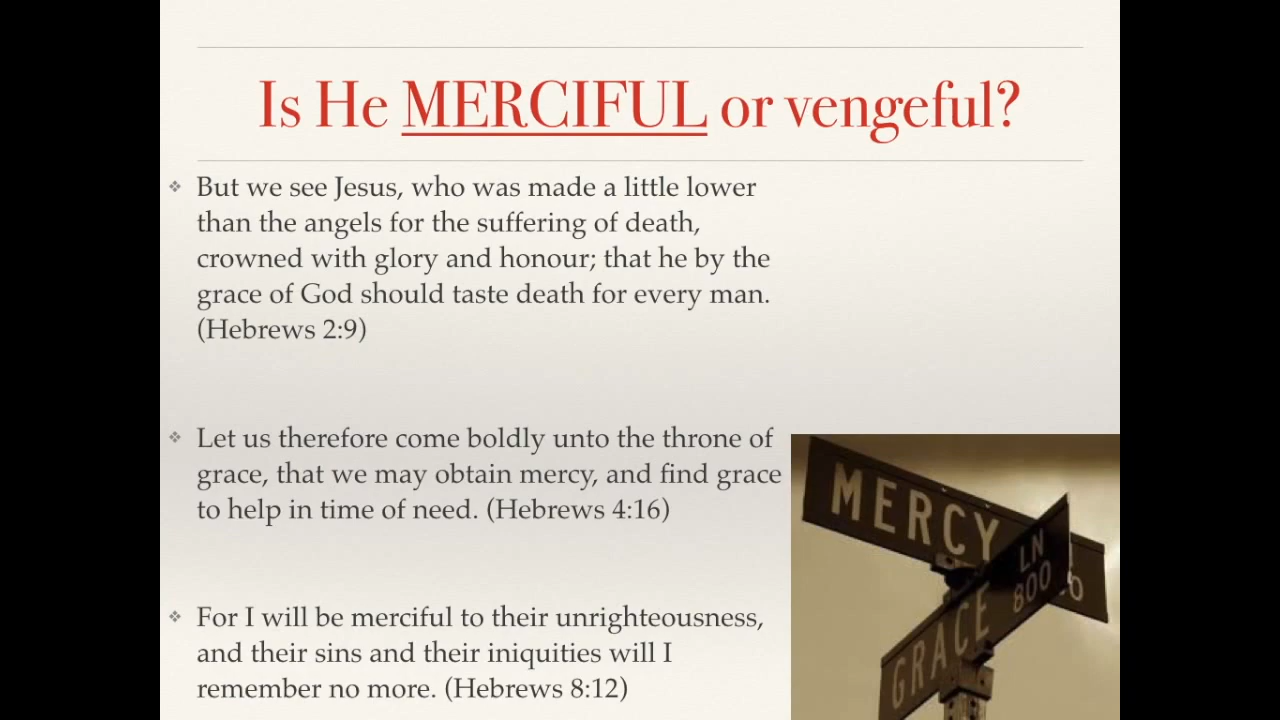 Is He MERCIFUL or vengeful?
But we see Jesus, who was made a little lower
than the angels for the suffering of death,
crowned with glory and honour; that he by the
grace of God should taste death for every man.
(Hebrews 2:9)
Let us therefore come boldly unto the throne of
grace, that we may obtain mercy, and find grace
to help in time of need. (Hebrews 4:16)
For I will be merciful to their unrighteousness,
and their sins and their iniquities will I
remember no more. (Hebrews 8:12)
MERCY
GRACE LN
800